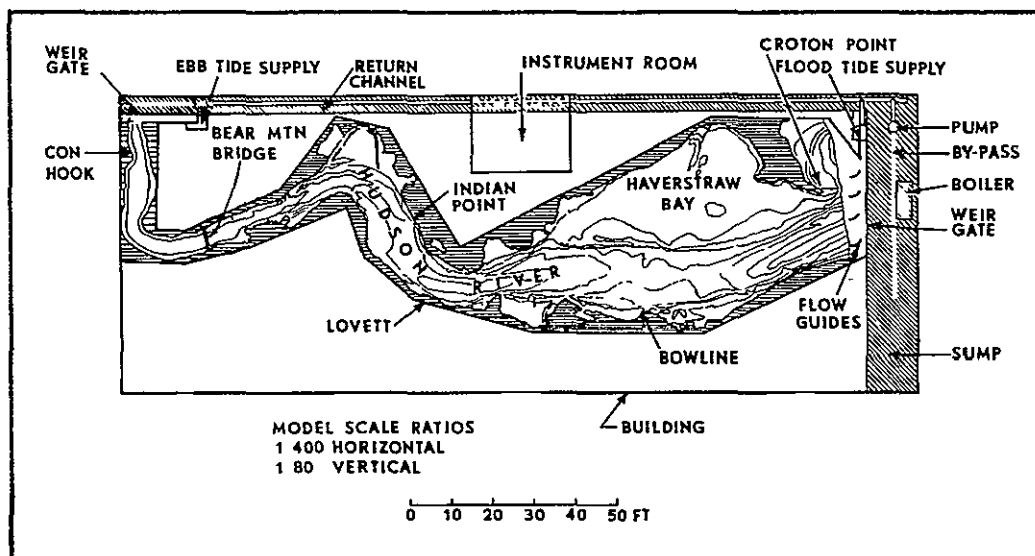 WEIR
GATE
EBB TIDE SUPPLY
RETURN
CHANNEL
INSTRUMENT ROOM
CROTON POINT
FLOOD TIDE SUPPLY
CON
HOOK
BEAR MTN
BRIDGE
HUDSON
RIVER
INDIAN
POINT
HAVERSTRAW
BAY
PUMP
BY-PASS
BOILER
WEIR
GATE
FLOW
GUIDES
LOVETT
BOWLINE
SUMP
BUILDING
MODEL SCALE RATIOS
1 400 HORIZONTAL
1 80 VERTICAL
0 10 20 30 40 50 FT